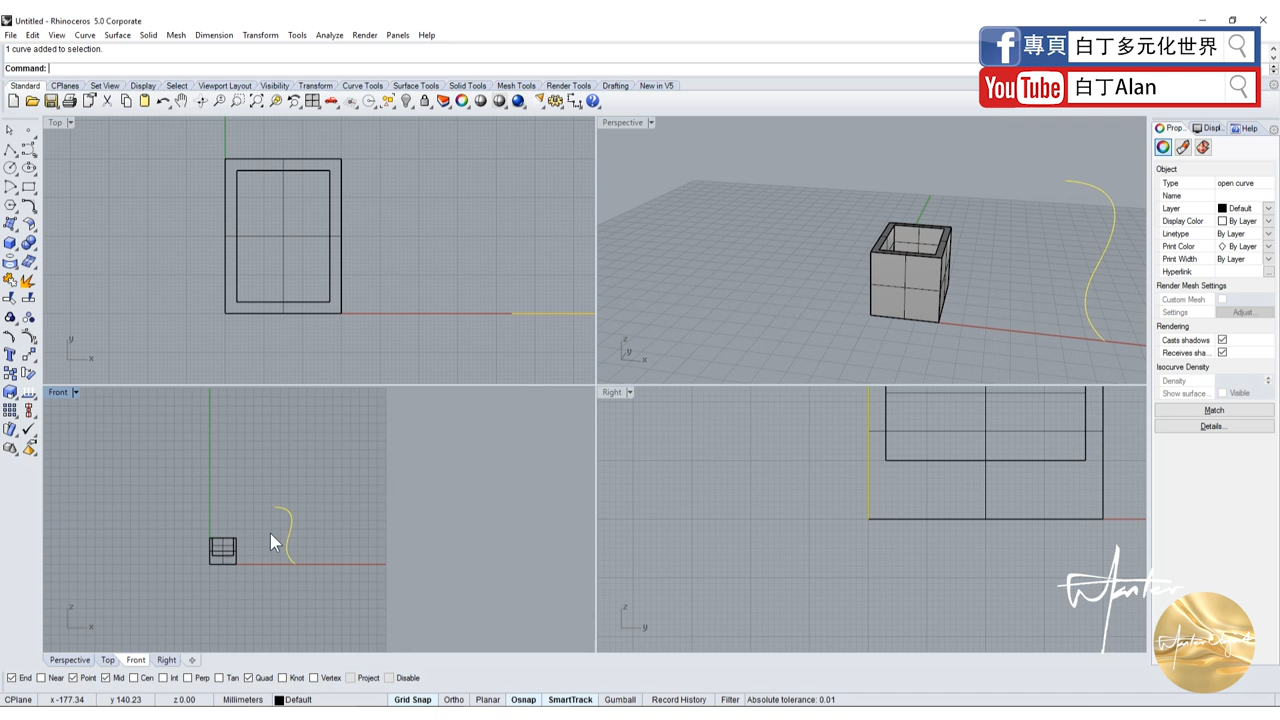 Untitled - Rhinoceros 5.0 Corporate
File Edit View Curve Surface Solid Mesh Dimension Transform Tools Analyze Render Panels Help
1 curve added to selection.
Command:
專頁 白丁多元化世界
YouTube 白丁Alan
Standard CPlanes Set View Display Select Viewport Layout Visibility Transform Curve Tools Surface Tools Solid Tools Mesh Tools Render Tools Drafting New in V5
Top
Perspective
Prop... Displ... Help
Object
Type open curve
Name
Layer Default
Display Color By Layer
Linetype By Layer
Print Color By Layer
Print Width By Layer
Hyperlink ...
Render Mesh Settings
Custom Mesh
Settings Adjust...
Rendering
Casts shadows
Receives sha...
Isocurve Density
Density
Show surface... Visible
Match
Details...
y
x
z
y
x
Front
Right
z
x
z
y
Perspective Top Front Right
End Near Point Mid Cen Int Perp Tan Quad Knot Vertex Project Disable
CPlane x -177.34 y 140.23 z 0.00 Millimeters Default Grid Snap Ortho Planar Osnap SmartTrack Gumball Record History Filter Absolute tolerance: 0.01